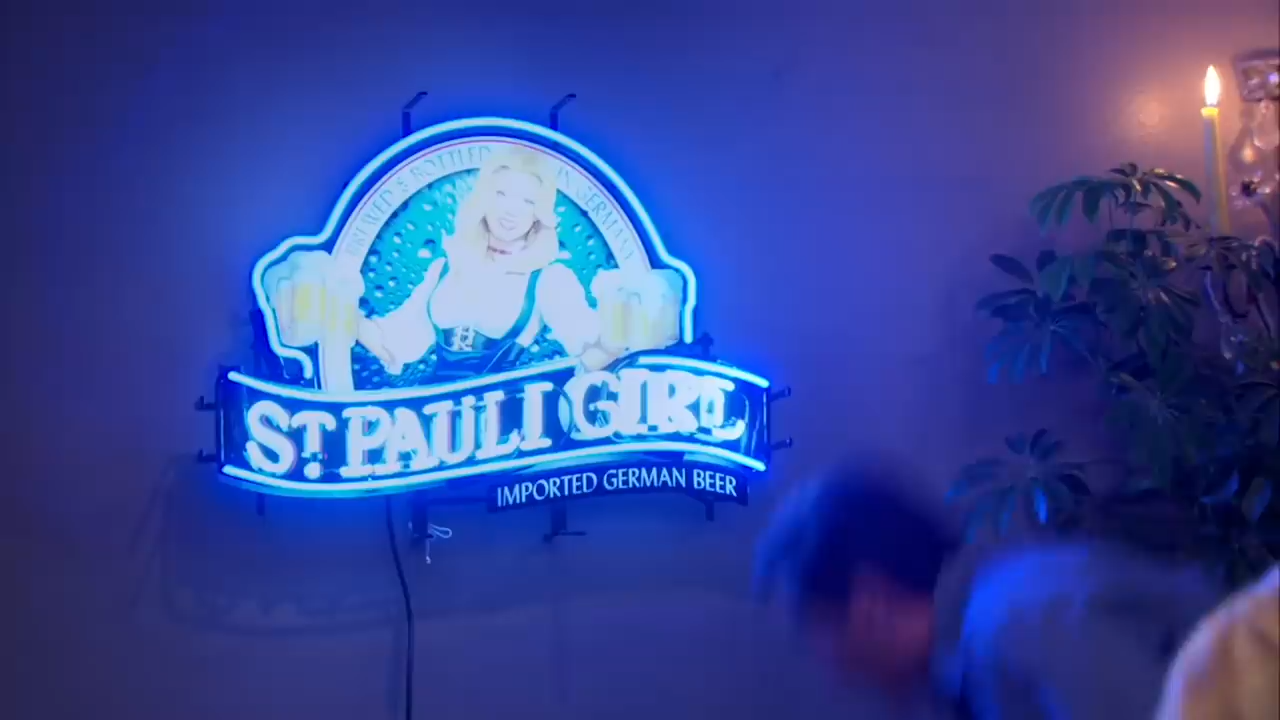 BREWED & BOTTLED IN GERMANY
ST. PAULI GIRL
IMPORTED GERMAN BEER